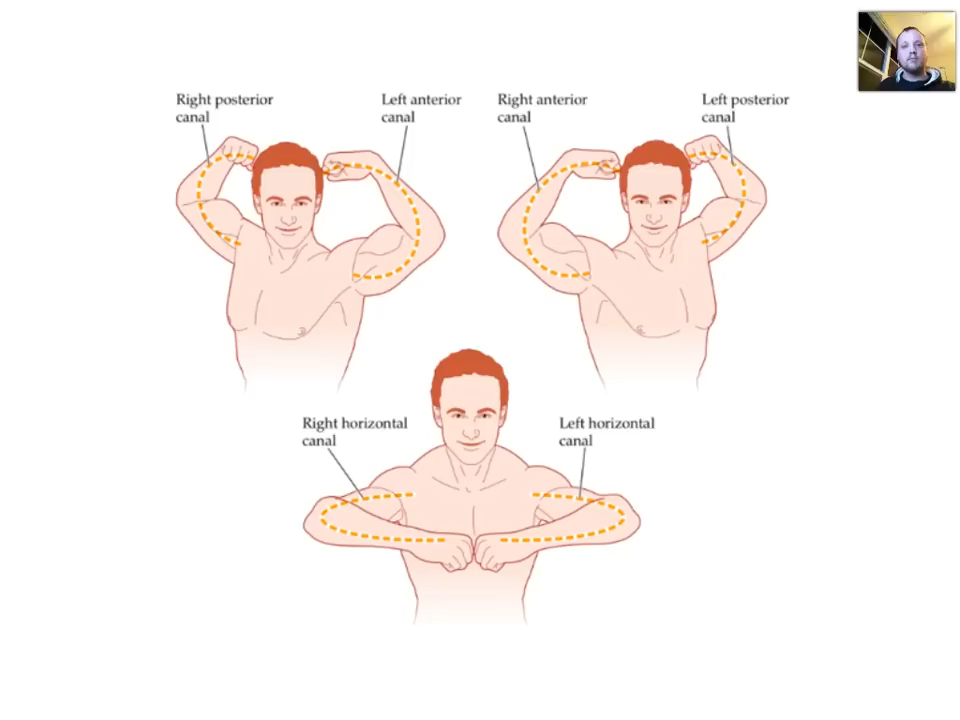 Right posterior
canal
Left anterior
canal
Right anterior
canal
Left posterior
canal
Right horizontal
canal
Left horizontal
canal